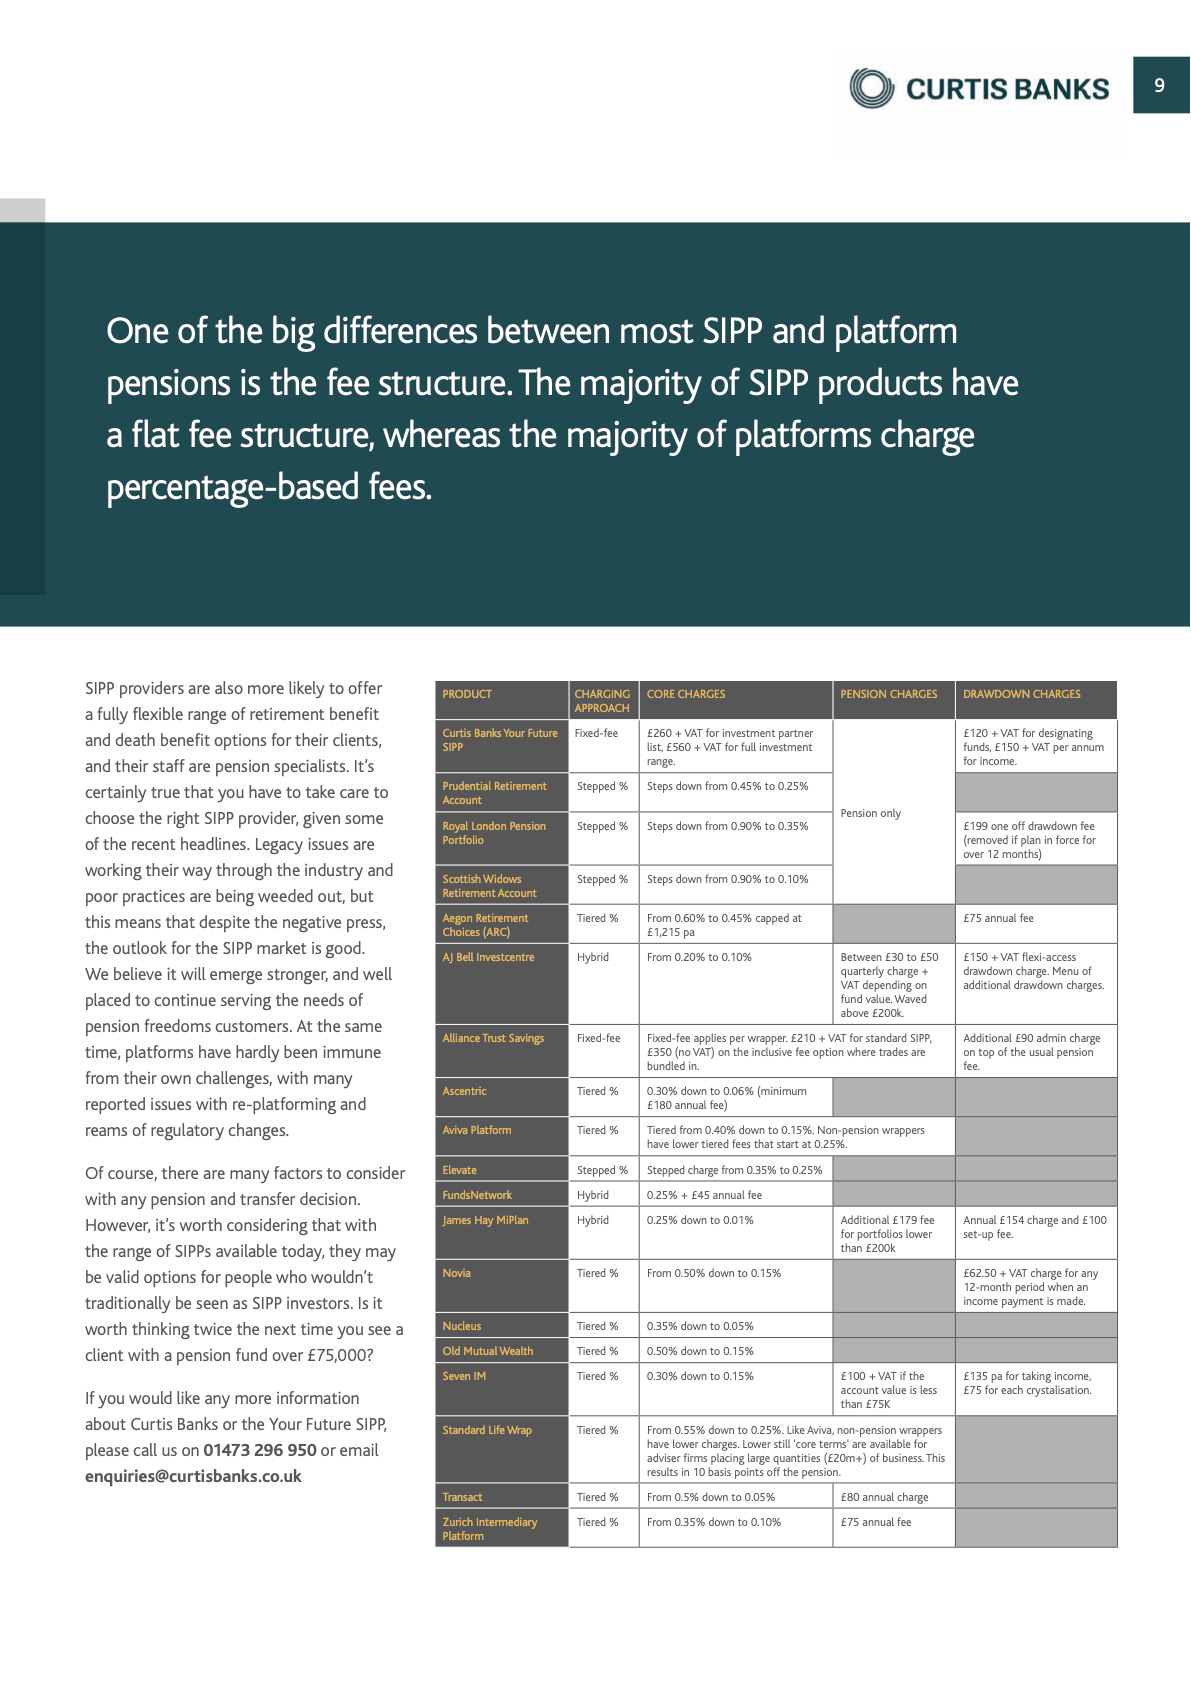 CURTIS BANKS
9
One of the big differences between most SIPP and platform
pensions is the fee structure. The majority of SIPP products have
a flat fee structure, whereas the majority of platforms charge
percentage-based fees.
SIPP providers are also more likely to offer
a fully flexible range of retirement benefit
and death benefit options for their clients,
and their staff are pension specialists. It’s
certainly true that you have to take care to
choose the right SIPP provider, given some
of the recent headlines. Legacy issues are
working their way through the industry and
poor practices are being weeded out, but
this means that despite the negative press,
the outlook for the SIPP market is good.
We believe it will emerge stronger, and well
placed to continue serving the needs of
pension freedoms customers. At the same
time, platforms have hardly been immune
from their own challenges, with many
reported issues with re-platforming and
reams of regulatory changes.
Of course, there are many factors to consider
with any pension and transfer decision.
However, it’s worth considering that with
the range of SIPPs available today, they may
be valid options for people who wouldn’t
traditionally be seen as SIPP investors. Is it
worth thinking twice the next time you see a
client with a pension fund over £75,000?
If you would like any more information
about Curtis Banks or the Your Future SIPP,
please call us on 01473 296 950 or email
enquiries@curtisbanks.co.uk
PRODUCT
CHARGING
APPROACH
CORE CHARGES
PENSION CHARGES
DRAWDOWN CHARGES
Curtis Banks Your Future
SIPP
Fixed-fee
£260 + VAT for investment partner
list, £560 + VAT for full investment
range.
Pension only
£120 + VAT for designating
funds, £150 + VAT per annum
for income.
Prudential Retirement
Account
Stepped %
Steps down from 0.45% to 0.25%
Royal London Pension
Portfolio
Stepped %
Steps down from 0.90% to 0.35%
£199 one off drawdown fee
(removed if plan in force for
over 12 months)
Scottish Widows
Retirement Account
Stepped %
Steps down from 0.90% to 0.10%
Aegon Retirement
Choices (ARC)
Tiered %
From 0.60% to 0.45% capped at
£1,215 pa
£75 annual fee
AJ Bell Investcentre
Hybrid
From 0.20% to 0.10%
Between £30 to £50
quarterly charge +
VAT depending on
fund value. Waved
above £200k.
£150 + VAT flexi-access
drawdown charge. Menu of
additional drawdown charges.
Alliance Trust Savings
Fixed-fee
Fixed-fee applies per wrapper. £210 + VAT for standard SIPP,
£350 (no VAT) on the inclusive fee option where trades are
bundled in.
Additional £90 admin charge
on top of the usual pension
fee.
Ascentric
Tiered %
0.30% down to 0.06% (minimum
£180 annual fee)
Aviva Platform
Tiered %
Tiered from 0.40% down to 0.15%. Non-pension wrappers
have lower tiered fees that start at 0.25%.
Elevate
Stepped %
Stepped charge from 0.35% to 0.25%
FundsNetwork
Hybrid
0.25% + £45 annual fee
James Hay MiPlan
Hybrid
0.25% down to 0.01%
Additional £179 fee
for portfolios lower
than £200k
Annual £154 charge and £100
set-up fee.
Novia
Tiered %
From 0.50% down to 0.15%
£62.50 + VAT charge for any
12-month period when an
income payment is made.
Nucleus
Tiered %
0.35% down to 0.05%
Old Mutual Wealth
Tiered %
0.50% down to 0.15%
Seven IM
Tiered %
0.30% down to 0.15%
£100 + VAT if the
account value is less
than £75K
£135 pa for taking income,
£75 for each crystalisation.
Standard Life Wrap
Tiered %
From 0.55% down to 0.25%. Like Aviva, non-pension wrappers
have lower charges. Lower still ‘core terms’ are available for
adviser firms placing large quantities (£20m+) of business. This
results in 10 basis points off the pension.
Transact
Tiered %
From 0.5% down to 0.05%
£80 annual charge
Zurich Intermediary
Platform
Tiered %
From 0.35% down to 0.10%
£75 annual fee